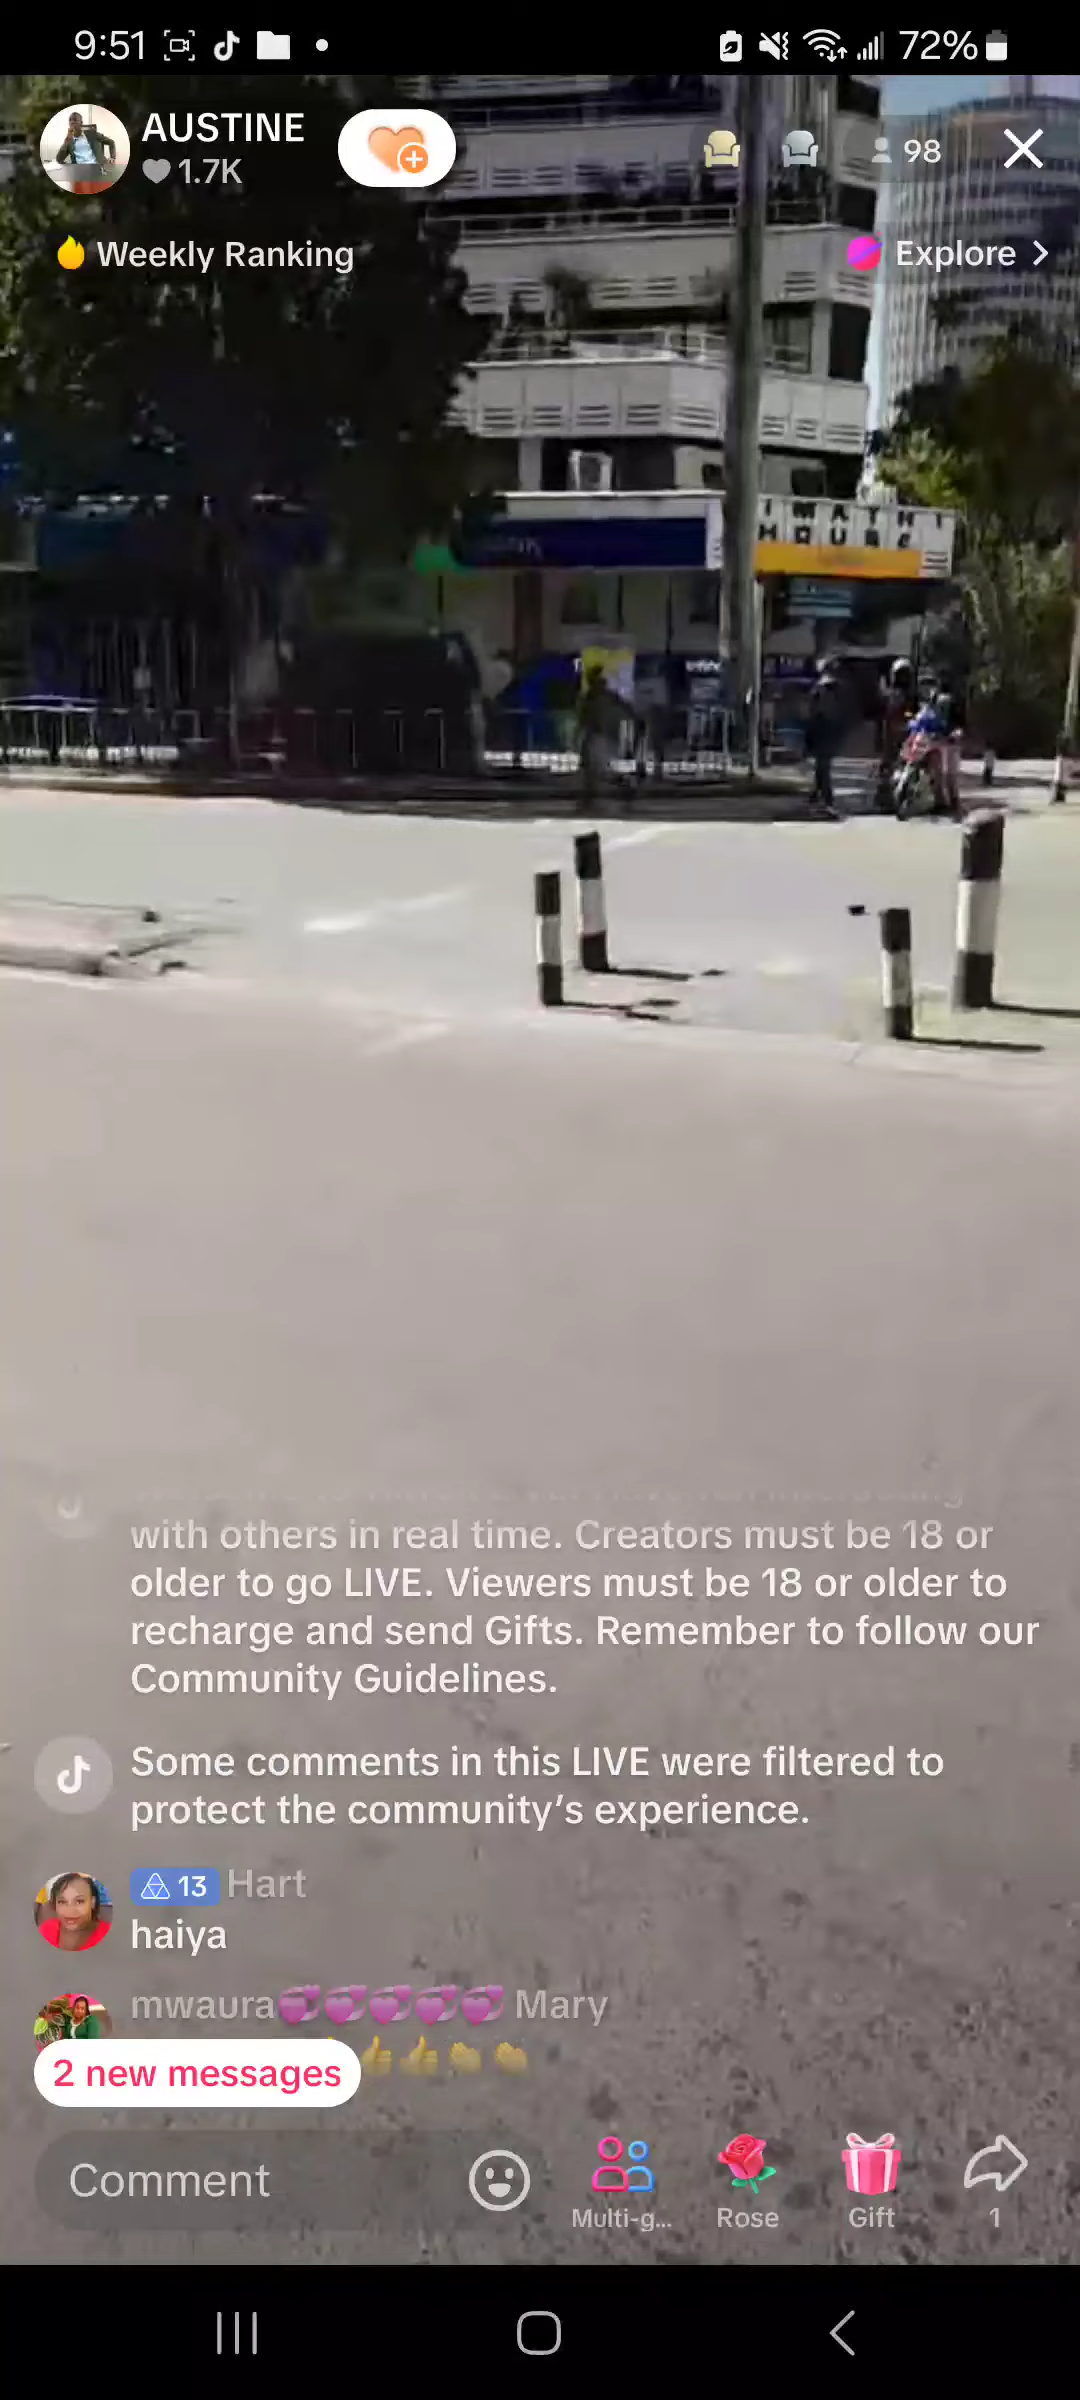 9:51
72%
AUSTINE
1.7K
98
Weekly Ranking
Explore
IMATHI
HOUSE
with others in real time. Creators must be 18 or
older to go LIVE. Viewers must be 18 or older to
recharge and send Gifts. Remember to follow our
Community Guidelines.
Some comments in this LIVE were filtered to
protect the community's experience.
13 Hart
haiya
mwaura💞💞💞💞💞 Mary
👍👍👏👏
2 new messages
Comment
Multi-g...
Rose
Gift
1